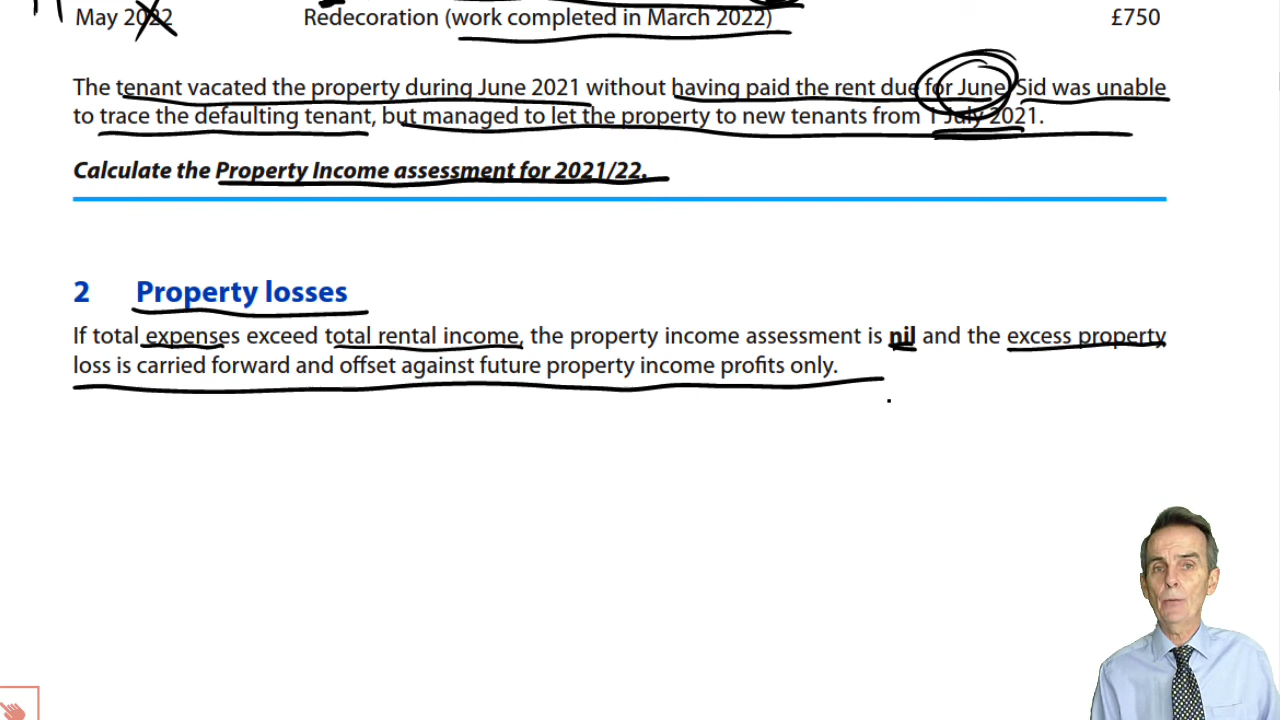 May 2022 Redecoration (work completed in March 2022) £750
The tenant vacated the property during June 2021 without having paid the rent due for June. Sid was unable
to trace the defaulting tenant, but managed to let the property to new tenants from 1 July 2021.
Calculate the Property Income assessment for 2021/22.
2 Property losses
If total expenses exceed total rental income, the property income assessment is nil and the excess property
loss is carried forward and offset against future property income profits only.